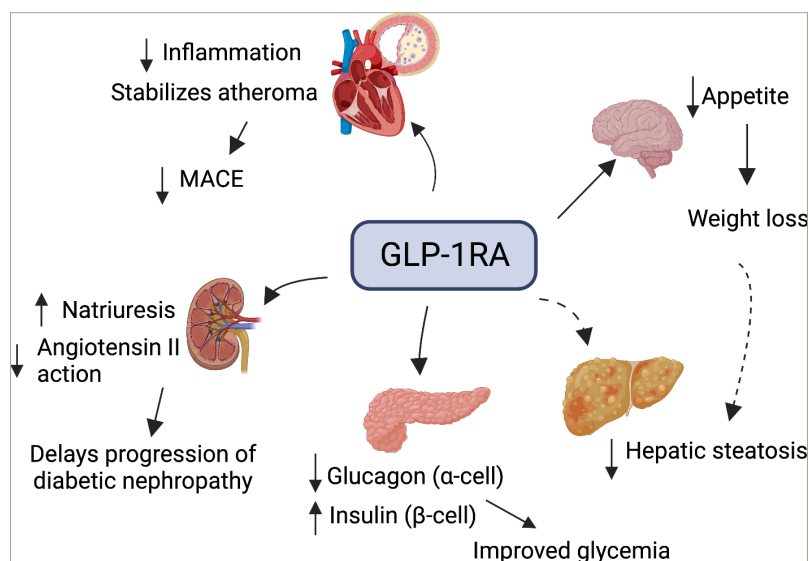 ↓ Inflammation
Stabilizes atheroma
↓ MACE
↓ Appetite
Weight loss
GLP-1RA
↑ Natriuresis
↓ Angiotensin II
action
Delays progression of
diabetic nephropathy
↓ Glucagon (α-cell)
↑ Insulin (β-cell)
Improved glycemia
↓ Hepatic steatosis